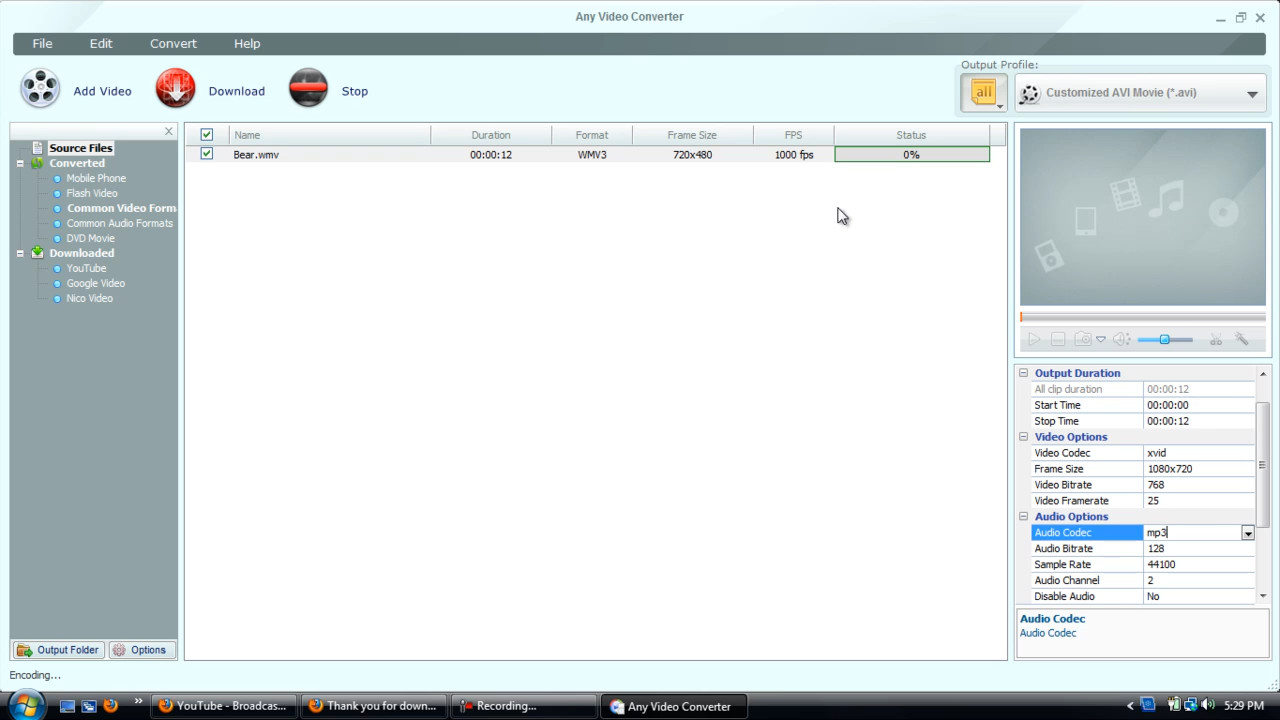 Any Video Converter
File Edit Convert Help
Output Profile:
Add Video Download Stop
all Customized AVI Movie (*.avi)
Name Duration Format Frame Size FPS Status
Bear.wmv 00:00:12 WMV3 720x480 1000 fps 0%
Source Files
Converted
Mobile Phone
Flash Video
Common Video Form
Common Audio Formats
DVD Movie
Downloaded
YouTube
Google Video
Nico Video
Output Duration
All clip duration 00:00:12
Start Time 00:00:00
Stop Time 00:00:12
Video Options
Video Codec xvid
Frame Size 1080x720
Video Bitrate 768
Video Framerate 25
Audio Options
Audio Codec mp3
Audio Bitrate 128
Sample Rate 44100
Audio Channel 2
Disable Audio No
Audio Codec
Audio Codec
Output Folder Options
Encoding...
YouTube - Broadcas... Thank you for down... Recording... Any Video Converter 5:29 PM